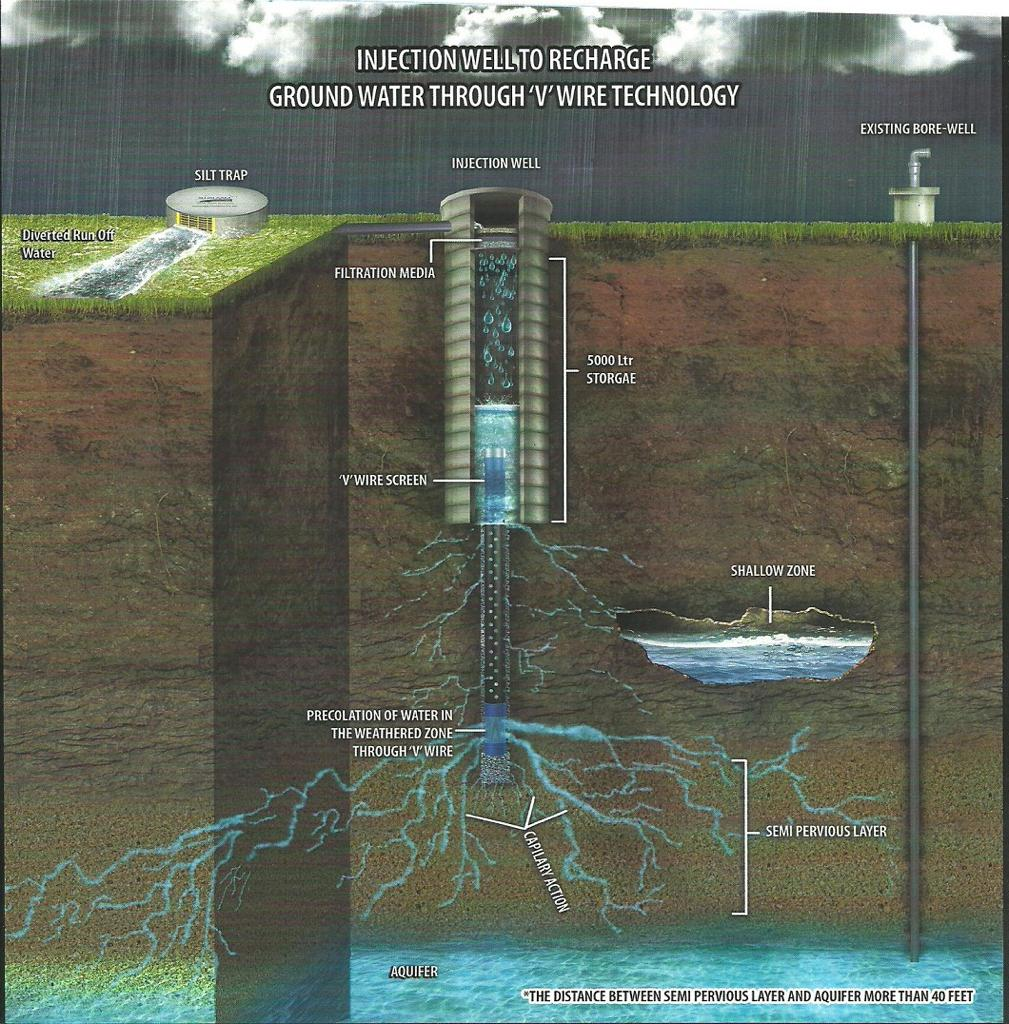 INJECTION WELL TO RECHARGE
GROUND WATER THROUGH 'V' WIRE TECHNOLOGY
EXISTING BORE-WELL
INJECTION WELL
SILT TRAP
Diverted Run Off
Water
FILTRATION MEDIA
5000 Ltr
STORGAE
'V' WIRE SCREEN
SHALLOW ZONE
PRECOLATION OF WATER IN
THE WEATHERED ZONE
THROUGH 'V' WIRE
SEMI PERVIOUS LAYER
CAPILARY ACTION
AQUIFER
*THE DISTANCE BETWEEN SEMI PERVIOUS LAYER AND AQUIFER MORE THAN 40 FEET